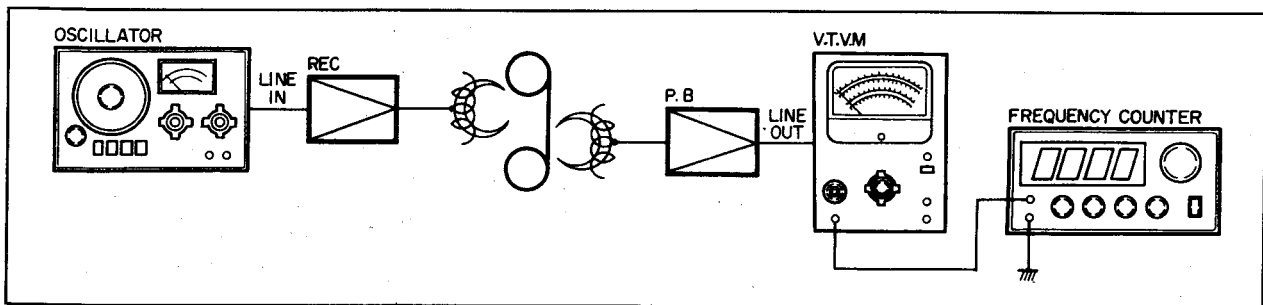 OSCILLATOR
LINE
IN
REC
P.B
LINE
OUT
V.T.V.M
FREQUENCY COUNTER